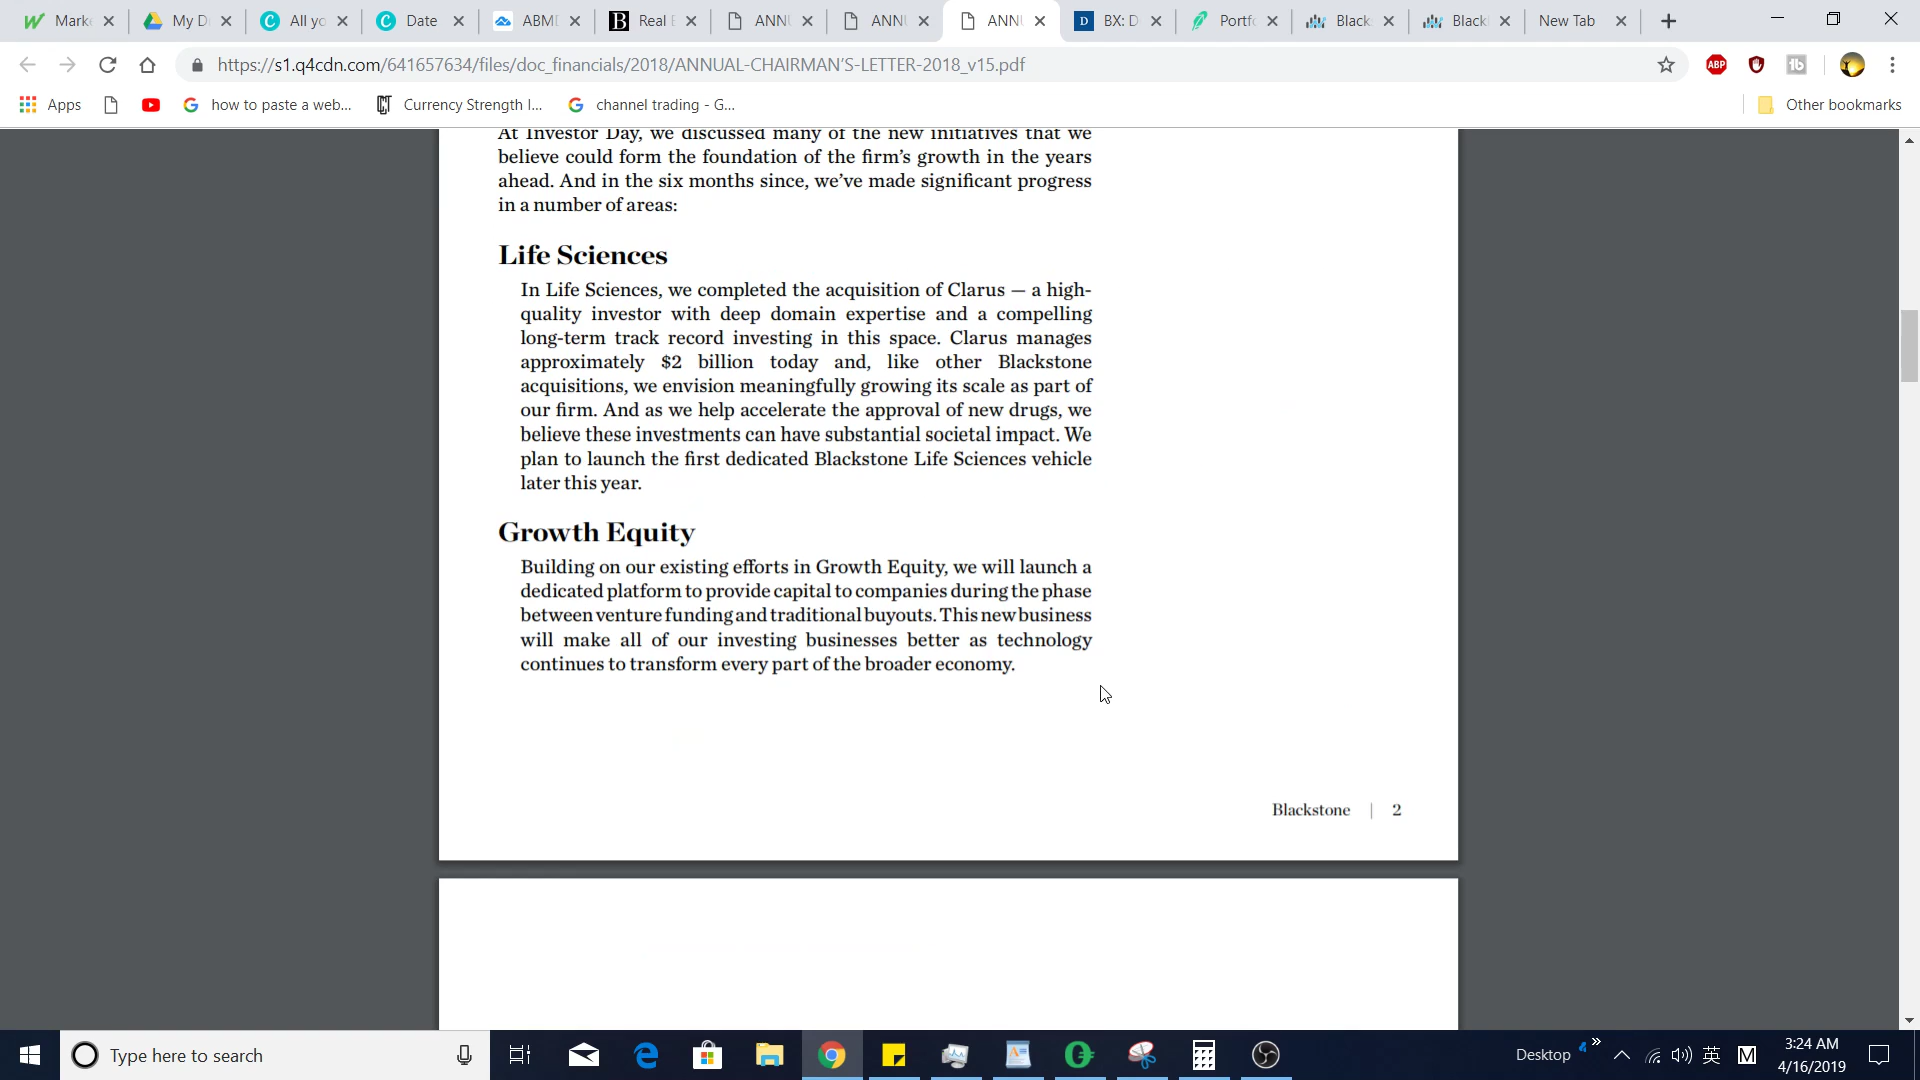 Mark
My D
All yo
Date
ABMD
Real E
ANNU
ANNU
ANNU
BX: D
Portfo
Black
Black
New Tab
https://s1.q4cdn.com/641657634/files/doc_financials/2018/ANNUAL-CHAIRMAN'S-LETTER-2018_v15.pdf
ABP
Apps
how to paste a web...
Currency Strength I...
channel trading - G...
Other bookmarks
At Investor Day, we discussed many of the new initiatives that we
believe could form the foundation of the firm's growth in the years
ahead. And in the six months since, we've made significant progress
in a number of areas:
Life Sciences
In Life Sciences, we completed the acquisition of Clarus — a high-
quality investor with deep domain expertise and a compelling
long-term track record investing in this space. Clarus manages
approximately $2 billion today and, like other Blackstone
acquisitions, we envision meaningfully growing its scale as part of
our firm. And as we help accelerate the approval of new drugs, we
believe these investments can have substantial societal impact. We
plan to launch the first dedicated Blackstone Life Sciences vehicle
later this year.
Growth Equity
Building on our existing efforts in Growth Equity, we will launch a
dedicated platform to provide capital to companies during the phase
between venture funding and traditional buyouts. This new business
will make all of our investing businesses better as technology
continues to transform every part of the broader economy.
Blackstone | 2
Type here to search
Desktop
英
M
3:24 AM
4/16/2019